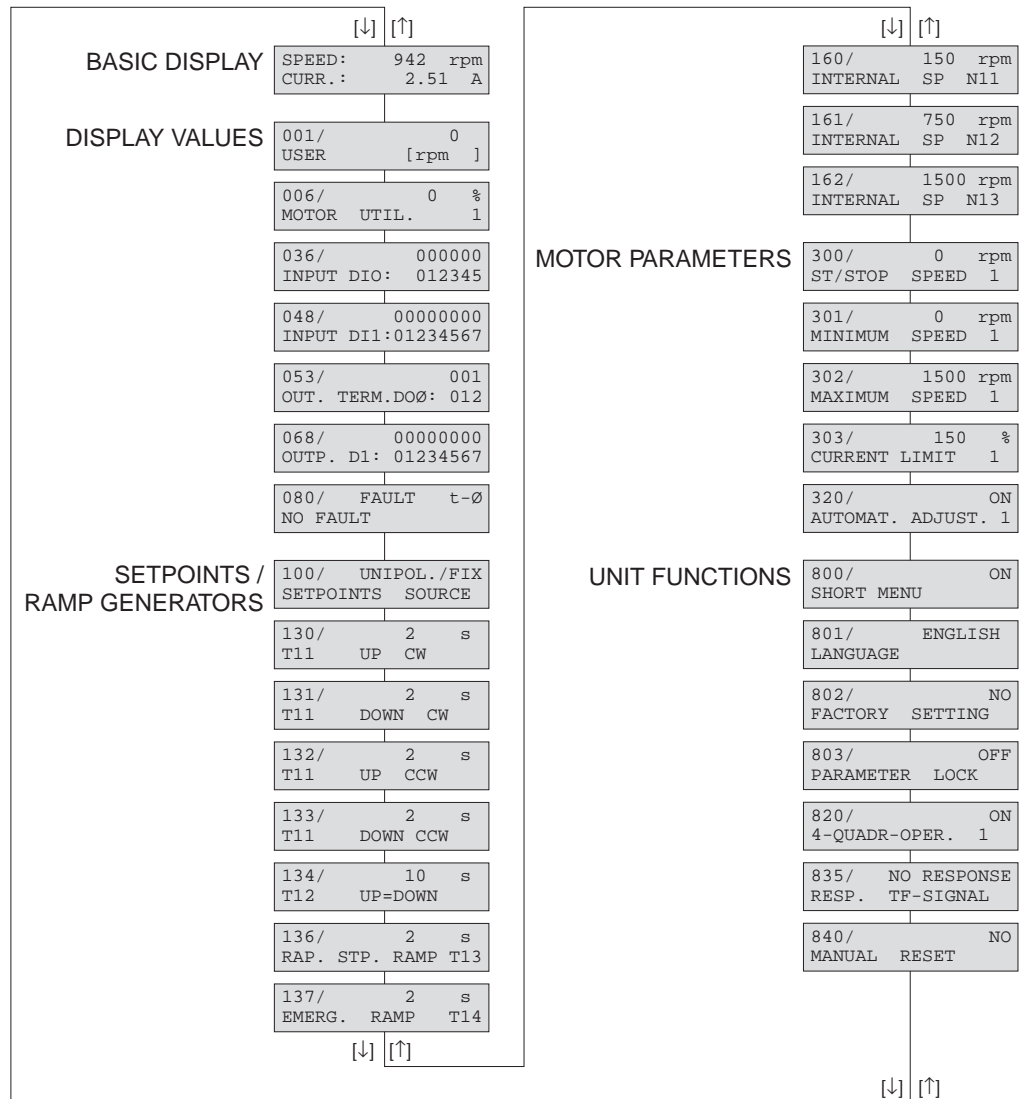 [↓] [↑]
BASIC DISPLAY
SPEED: 942 rpm
CURR.: 2.51 A
DISPLAY VALUES
001/ 0
USER [rpm ]
006/ 0 %
MOTOR UTIL. 1
036/ 000000
INPUT DIO: 012345
048/ 00000000
INPUT DI1:01234567
053/ 001
OUT. TERM.DOØ: 012
068/ 00000000
OUTP. D1: 01234567
080/ FAULT t-Ø
NO FAULT
SETPOINTS /
RAMP GENERATORS
100/ UNIPOL./FIX
SETPOINTS SOURCE
130/ 2 s
T11 UP CW
131/ 2 s
T11 DOWN CW
132/ 2 s
T11 UP CCW
133/ 2 s
T11 DOWN CCW
134/ 10 s
T12 UP=DOWN
136/ 2 s
RAP. STP. RAMP T13
137/ 2 s
EMERG. RAMP T14
[↓] [↑]
[↓] [↑]
160/ 150 rpm
INTERNAL SP N11
161/ 750 rpm
INTERNAL SP N12
162/ 1500 rpm
INTERNAL SP N13
MOTOR PARAMETERS
300/ 0 rpm
ST/STOP SPEED 1
301/ 0 rpm
MINIMUM SPEED 1
302/ 1500 rpm
MAXIMUM SPEED 1
303/ 150 %
CURRENT LIMIT 1
320/ ON
AUTOMAT. ADJUST. 1
UNIT FUNCTIONS
800/ ON
SHORT MENU
801/ ENGLISH
LANGUAGE
802/ NO
FACTORY SETTING
803/ OFF
PARAMETER LOCK
820/ ON
4-QUADR-OPER. 1
835/ NO RESPONSE
RESP. TF-SIGNAL
840/ NO
MANUAL RESET
[↓] [↑]